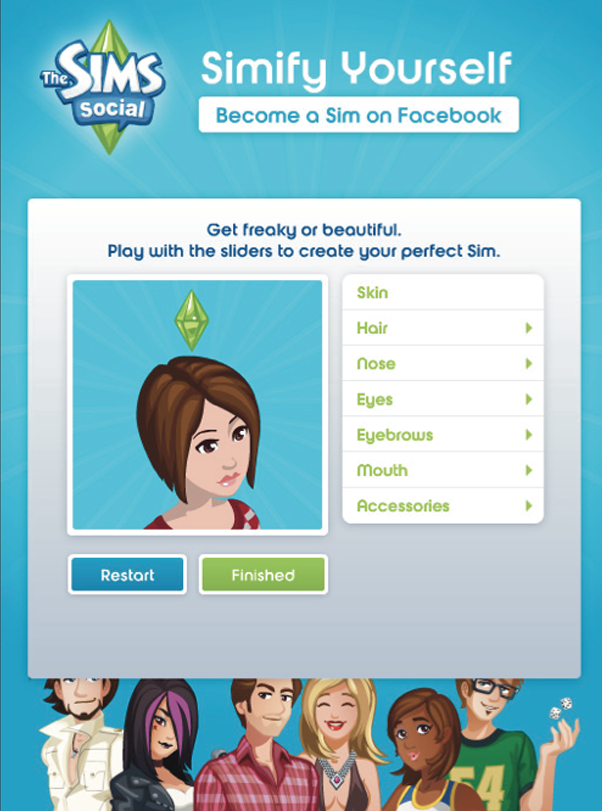 The SIMS
Social
Simify Yourself
Become a Sim on Facebook
Get freaky or beautiful.
Play with the sliders to create your perfect Sim.
Skin
Hair
Nose
Eyes
Eyebrows
Mouth
Accessories
Restart
Finished
54